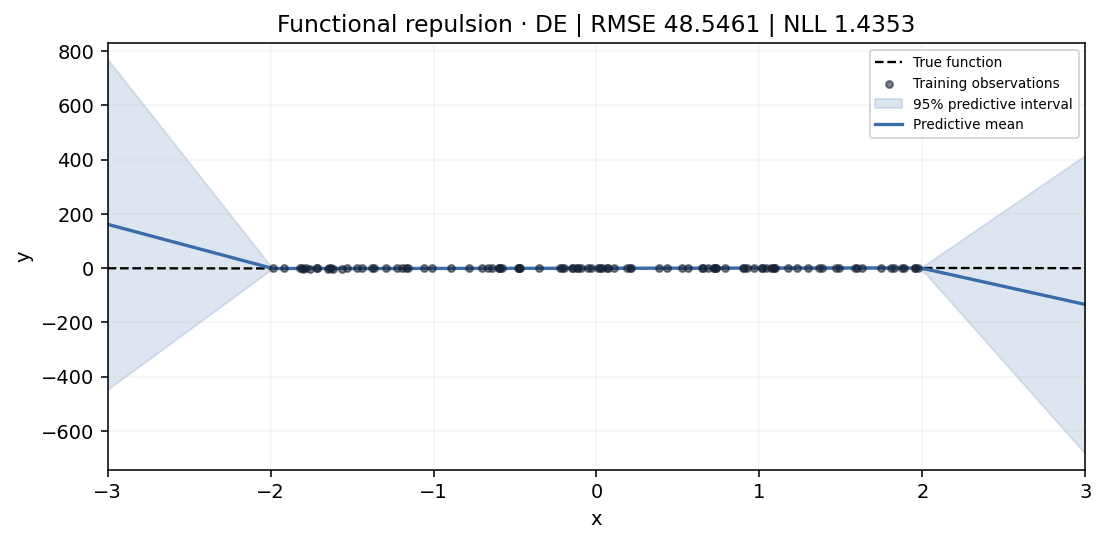 Functional repulsion · DE | RMSE 48.5461 | NLL 1.4353
True function
Training observations
95% predictive interval
Predictive mean
y
800
600
400
200
0
−200
−400
−600
−3
−2
−1
0
1
2
3
x